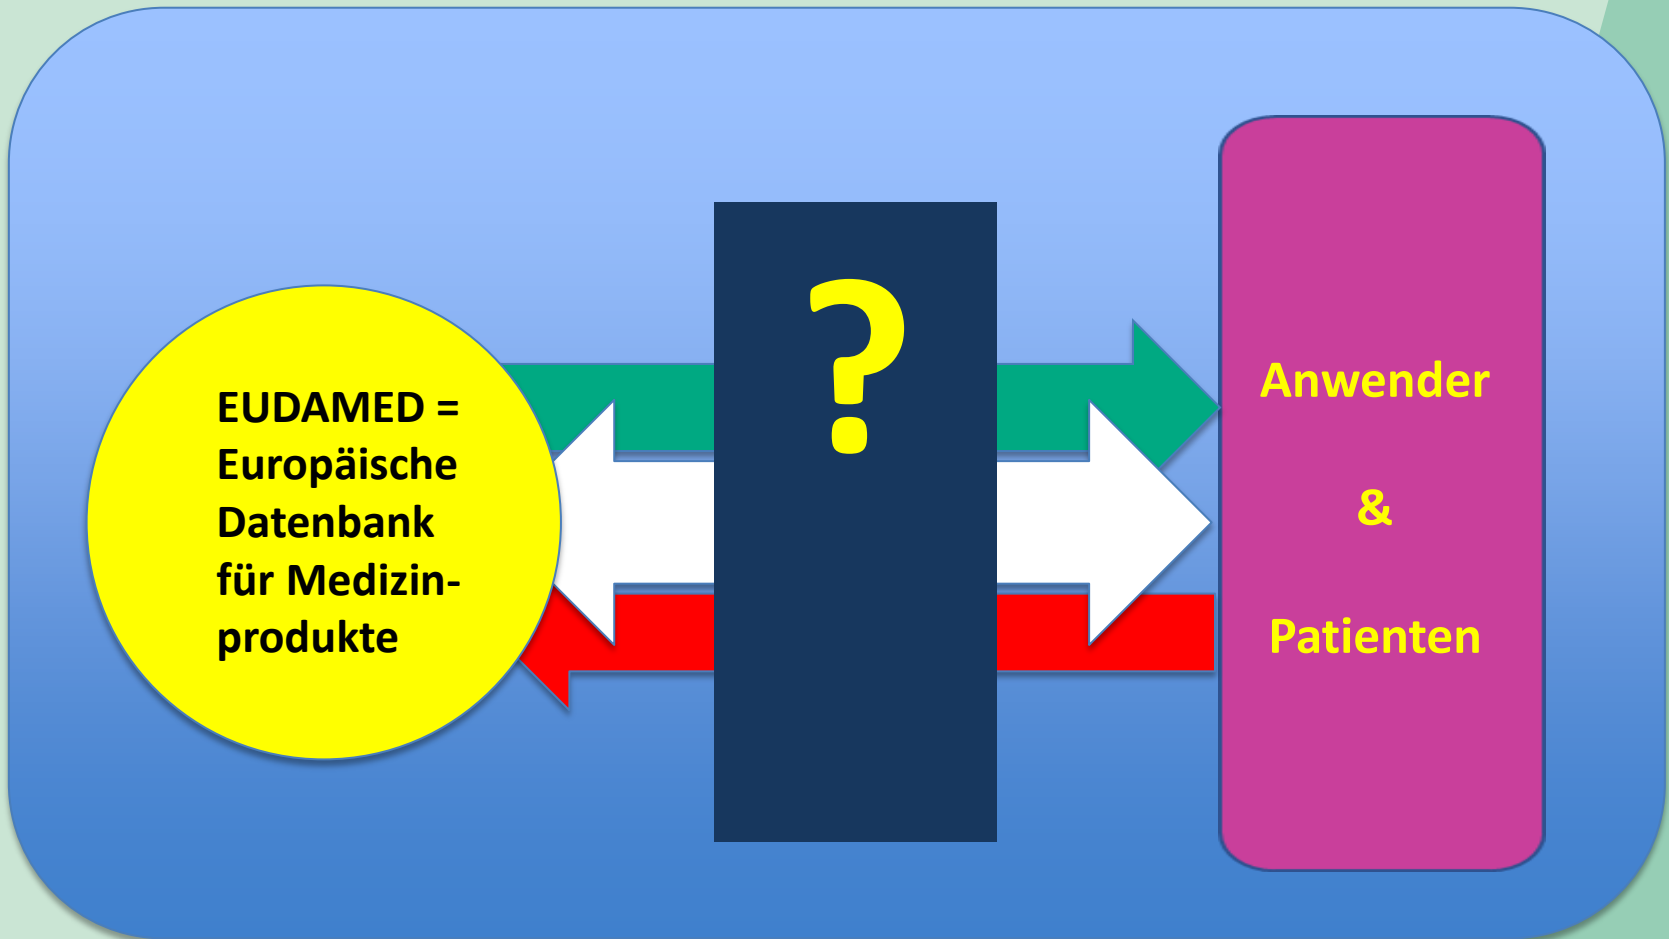 EUDAMED =
Europäische
Datenbank
für Medizin-
produkte
?
Anwender
&
Patienten